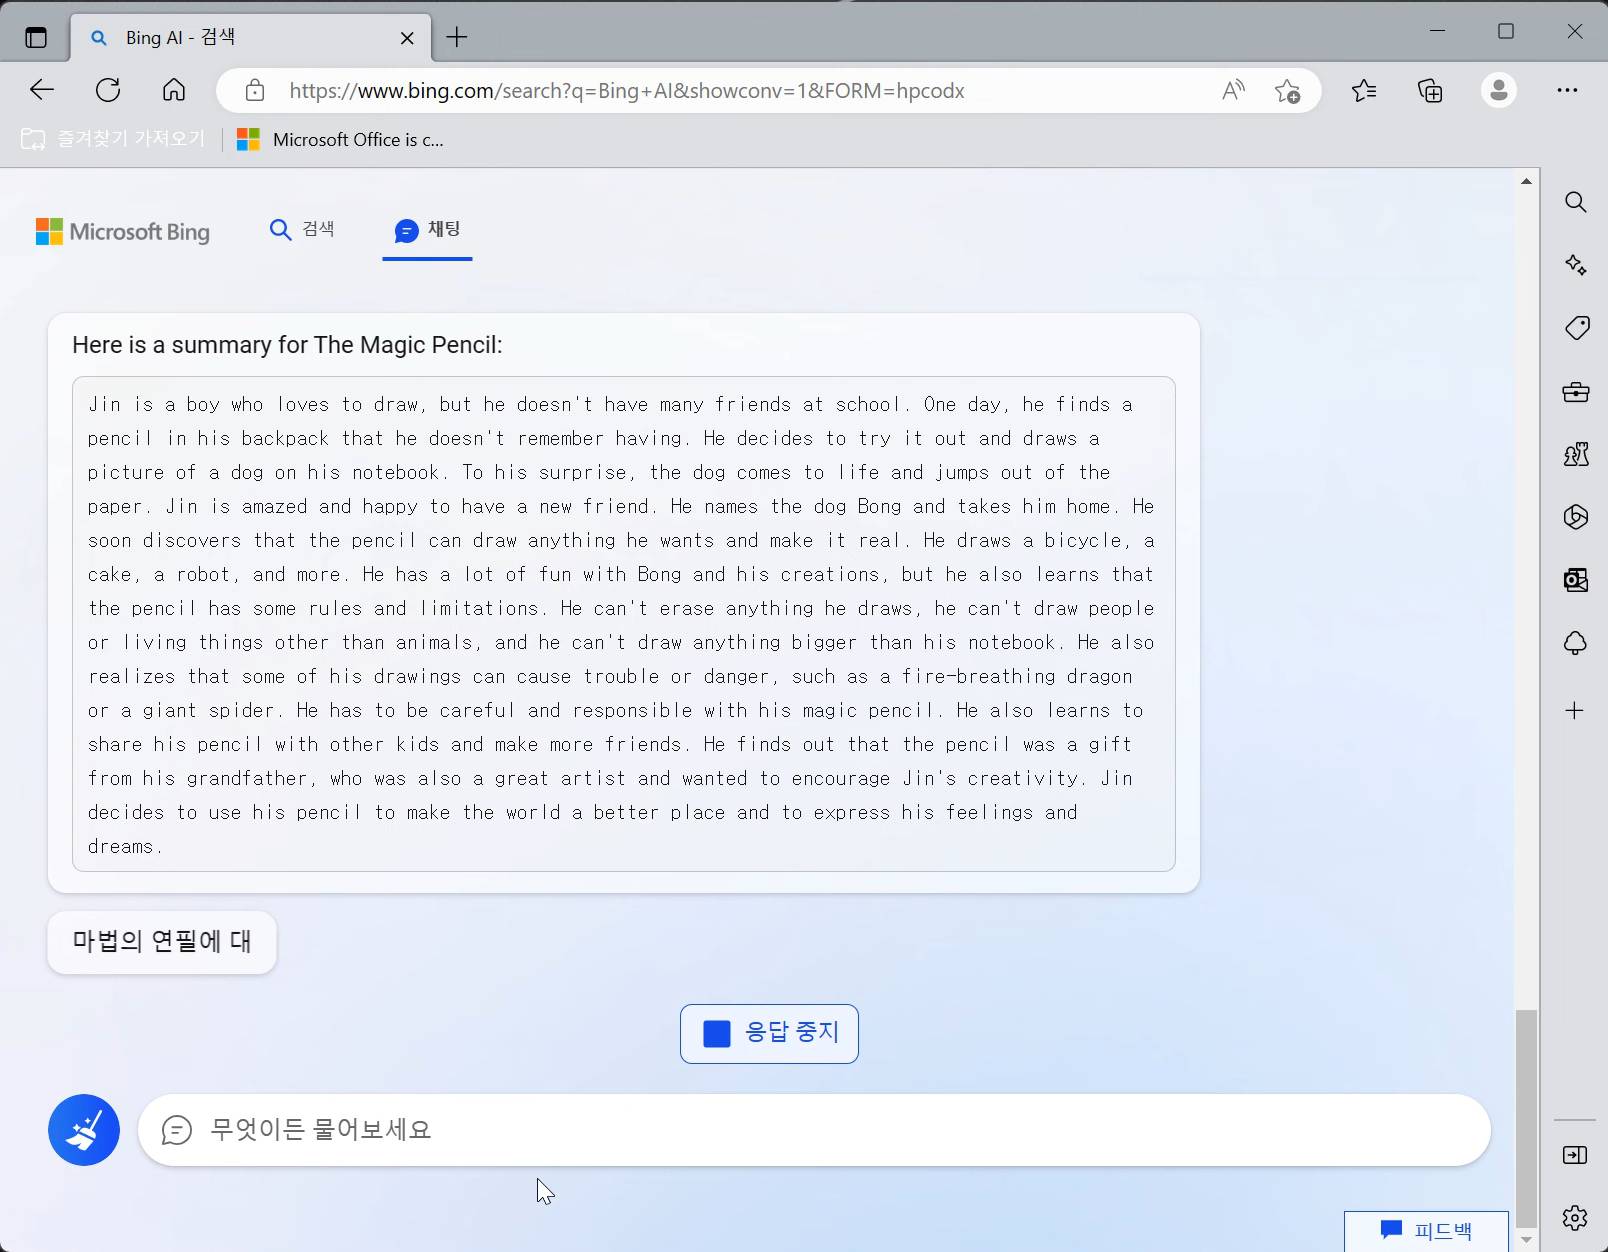 Bing AI - 검색
https://www.bing.com/search?q=Bing+AI&showconv=1&FORM=hpcodx
즐겨찾기 가져오기
Microsoft Office is c...
Microsoft Bing
검색
채팅
Here is a summary for The Magic Pencil:
Jin is a boy who loves to draw, but he doesn't have many friends at school. One day, he finds a
pencil in his backpack that he doesn't remember having. He decides to try it out and draws a
picture of a dog on his notebook. To his surprise, the dog comes to life and jumps out of the
paper. Jin is amazed and happy to have a new friend. He names the dog Bong and takes him home. He
soon discovers that the pencil can draw anything he wants and make it real. He draws a bicycle, a
cake, a robot, and more. He has a lot of fun with Bong and his creations, but he also learns that
the pencil has some rules and limitations. He can't erase anything he draws, he can't draw people
or living things other than animals, and he can't draw anything bigger than his notebook. He also
realizes that some of his drawings can cause trouble or danger, such as a fire-breathing dragon
or a giant spider. He has to be careful and responsible with his magic pencil. He also learns to
share his pencil with other kids and make more friends. He finds out that the pencil was a gift
from his grandfather, who was also a great artist and wanted to encourage Jin's creativity. Jin
decides to use his pencil to make the world a better place and to express his feelings and
dreams.
마법의 연필에 대
응답 중지
무엇이든 물어보세요
피드백